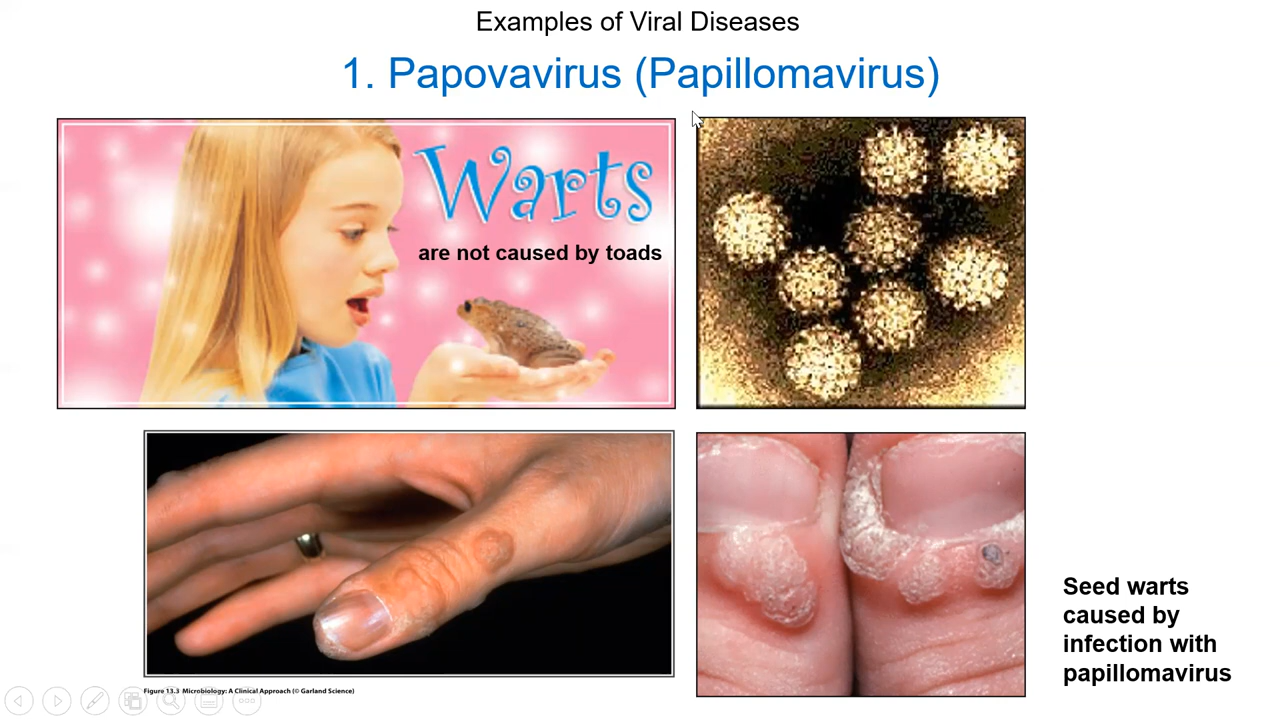 Examples of Viral Diseases
1. Papovavirus (Papillomavirus)
Warts
are not caused by toads
Seed warts
caused by
infection with
papillomavirus
Figure 13.3 Microbiology: A Clinical Approach (© Garland Science)